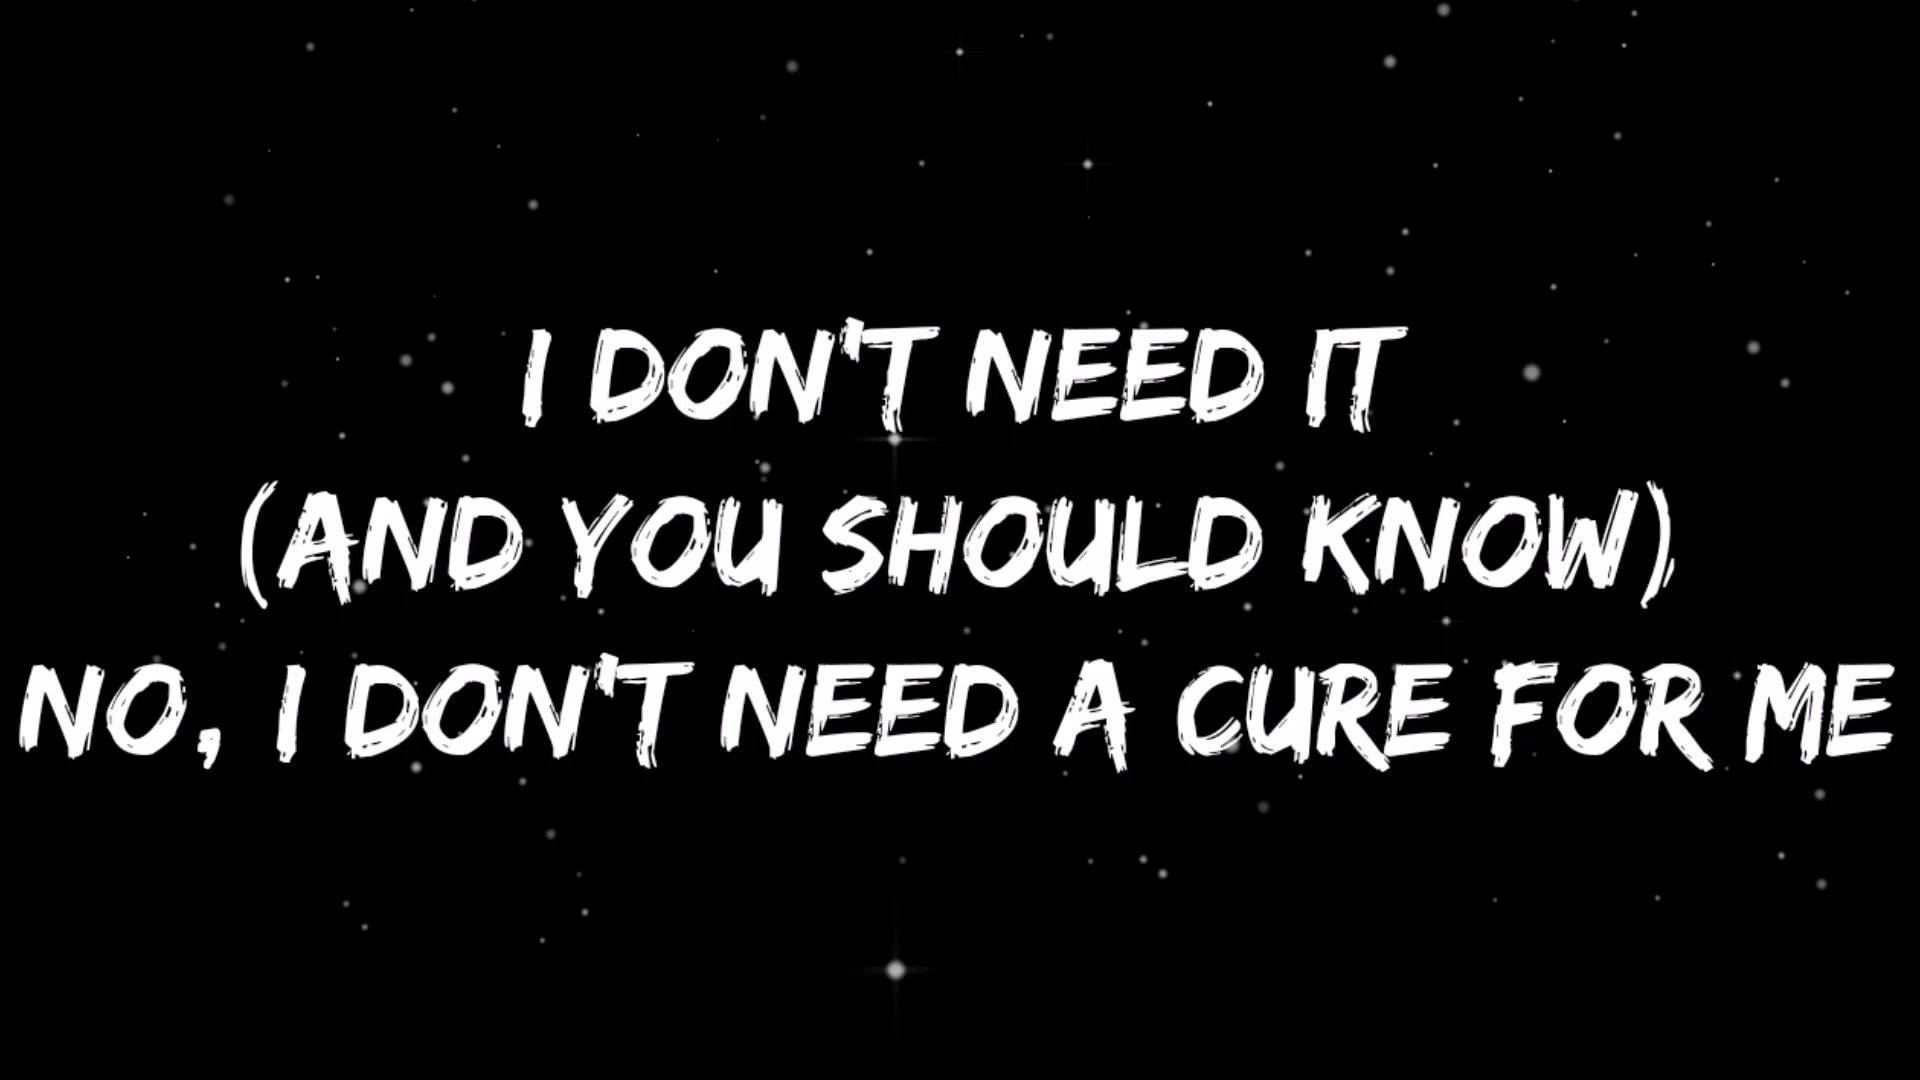 I DON'T NEED IT
(AND YOU SHOULD KNOW)
NO, I DON'T NEED A CURE FOR ME